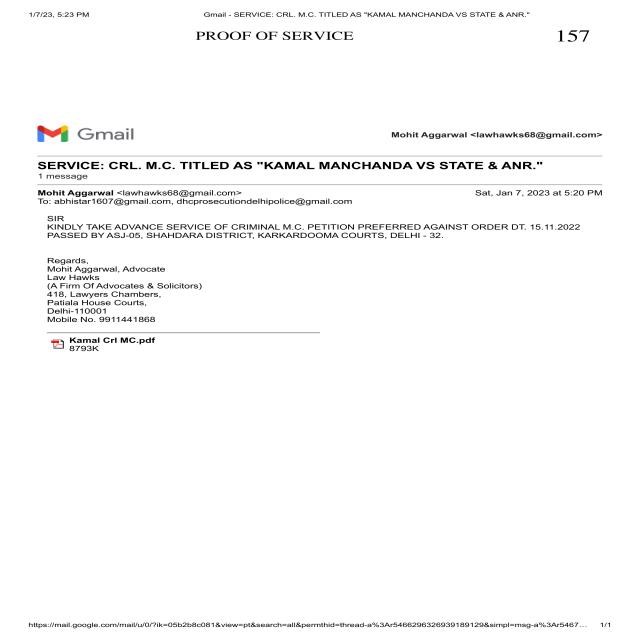 1/7/23, 5:23 PM Gmail - SERVICE: CRL. M.C. TITLED AS "KAMAL MANCHANDA VS STATE & ANR."
PROOF OF SERVICE 157
Gmail Mohit Aggarwal <lawhawks68@gmail.com>
SERVICE: CRL. M.C. TITLED AS "KAMAL MANCHANDA VS STATE & ANR."
1 message
Mohit Aggarwal <lawhawks68@gmail.com> Sat, Jan 7, 2023 at 5:20 PM
To: abhistar1607@gmail.com, dhcprosecutiondelhipolice@gmail.com
SIR
KINDLY TAKE ADVANCE SERVICE OF CRIMINAL M.C. PETITION PREFERRED AGAINST ORDER DT. 15.11.2022
PASSED BY ASJ-05, SHAHDARA DISTRICT, KARKARDOOMA COURTS, DELHI - 32.
Regards,
Mohit Aggarwal, Advocate
Law Hawks
(A Firm Of Advocates & Solicitors)
418, Lawyers Chambers,
Patiala House Courts,
Delhi-110001
Mobile No. 9911441868
Kamal Crl MC.pdf
8793K
https://mail.google.com/mail/u/0/?ik=05b2b8c081&view=pt&search=all&permthid=thread-a%3Ar5466296326939189129&simpl=msg-a%3Ar5467… 1/1